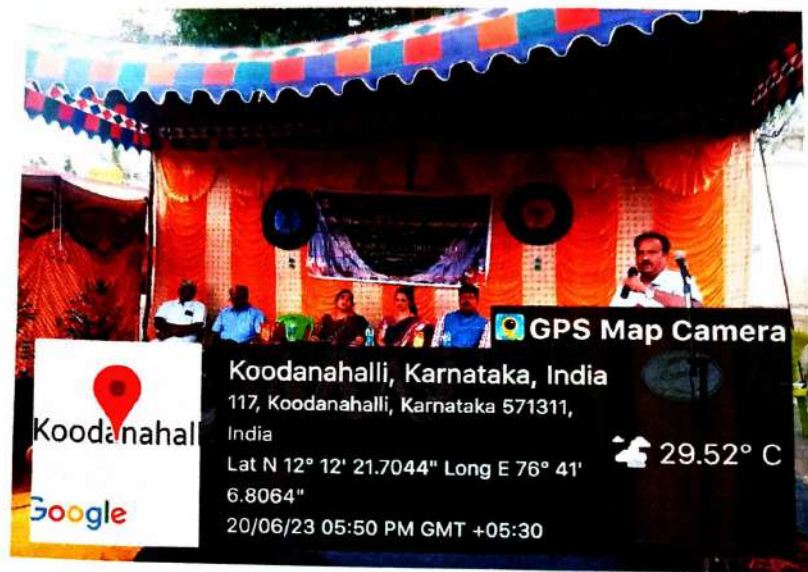 GPS Map Camera
Koodanahalli, Karnataka, India
117, Koodanahalli, Karnataka 571311,
India
Lat N 12° 12' 21.7044" Long E 76° 41'
6.8064"
20/06/23 05:50 PM GMT +05:30
29.52° C
Koodanahall
Google